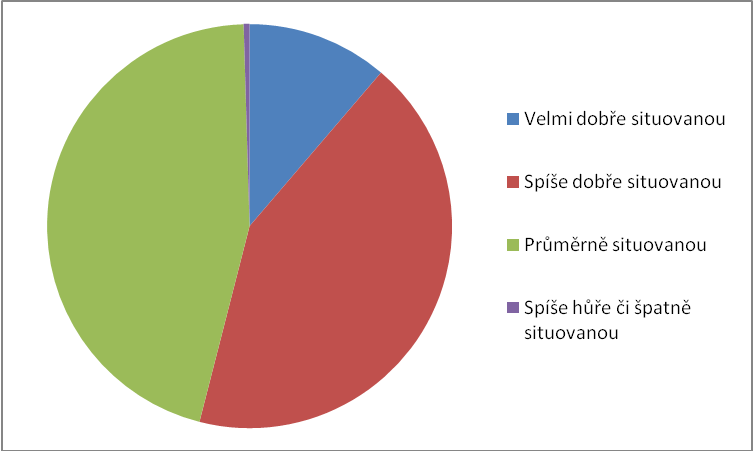 Velmi dobře situovanou
Spíše dobře situovanou
Průměrně situovanou
Spíše hůře či špatně
situovanou